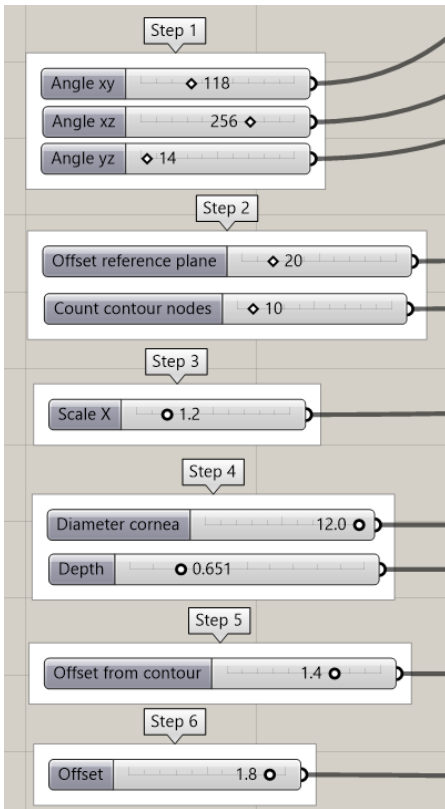 Step 1
Angle xy 118
Angle xz 256
Angle yz 14
Step 2
Offset reference plane 20
Count contour nodes 10
Step 3
Scale X 1.2
Step 4
Diameter cornea 12.0
Depth 0.651
Step 5
Offset from contour 1.4
Step 6
Offset 1.8